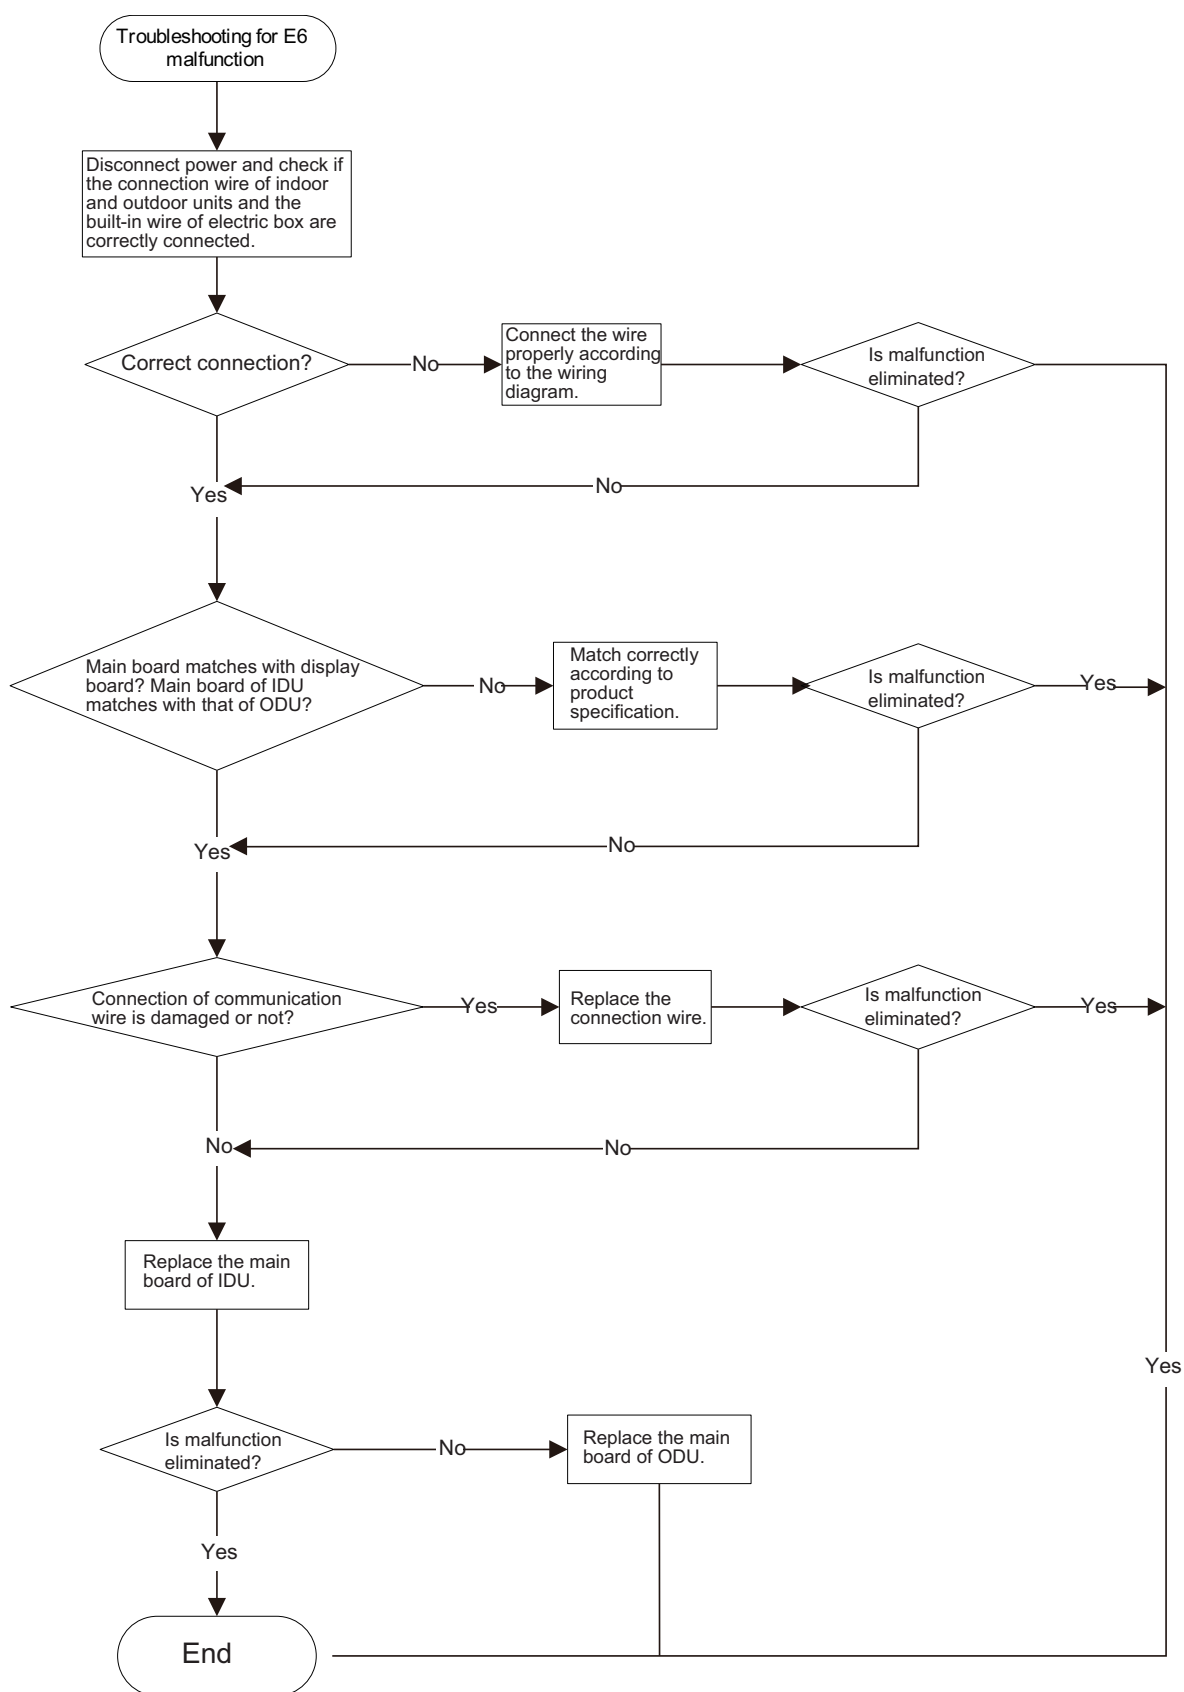 Troubleshooting for E6
malfunction
Disconnect power and check if
the connection wire of indoor
and outdoor units and the
built-in wire of electric box are
correctly connected.
Correct connection?
No
Connect the wire
properly according
to the wiring
diagram.
Is malfunction
eliminated?
No
Yes
Main board matches with display
board? Main board of IDU
matches with that of ODU?
No
Match correctly
according to
product
specification.
Is malfunction
eliminated?
Yes
No
Yes
Connection of communication
wire is damaged or not?
Yes
Replace the
connection wire.
Is malfunction
eliminated?
Yes
No
No
Replace the main
board of IDU.
Yes
Is malfunction
eliminated?
No
Replace the main
board of ODU.
Yes
End